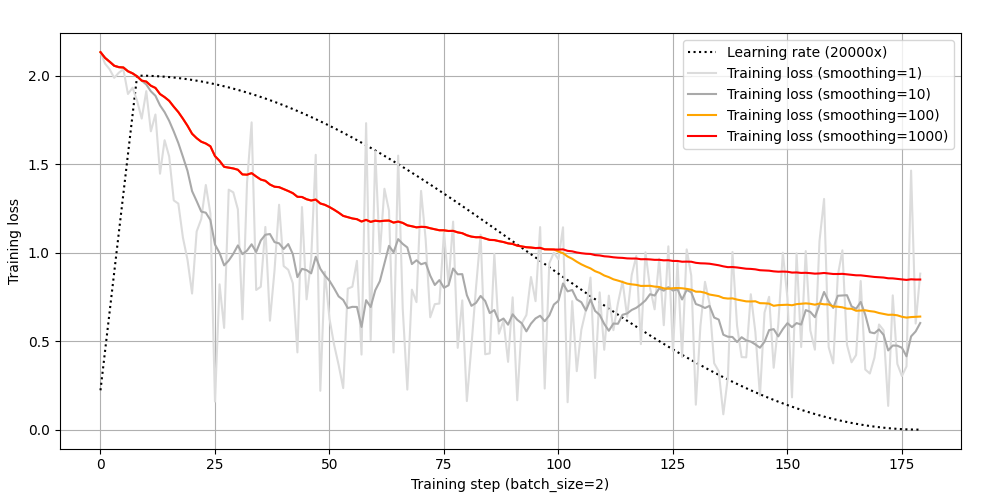 Learning rate (20000x)
Training loss (smoothing=1)
Training loss (smoothing=10)
Training loss (smoothing=100)
Training loss (smoothing=1000)
Training loss
2.0
1.5
1.0
0.5
0.0
0 25 50 75 100 125 150 175
Training step (batch_size=2)